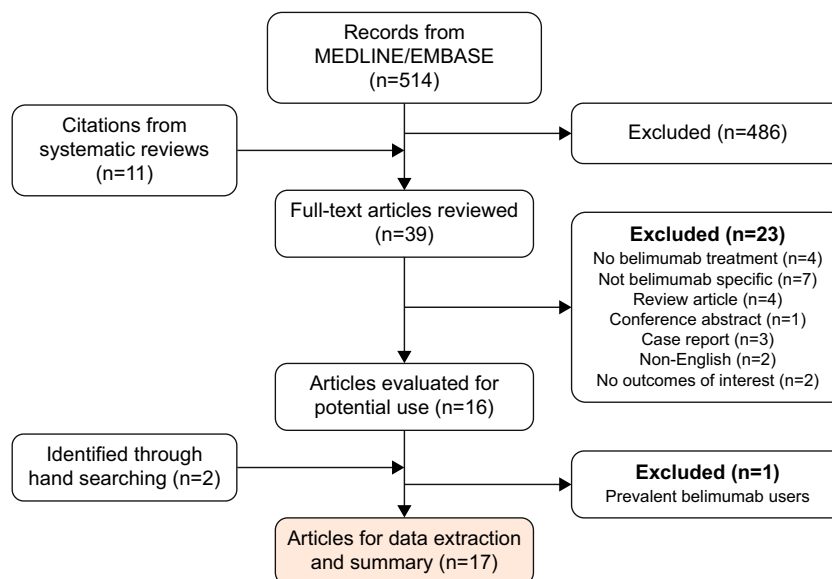 Records from
MEDLINE/EMBASE
(n=514)
Citations from
systematic reviews
(n=11)
Excluded (n=486)
Full-text articles reviewed
(n=39)
Excluded (n=23)
No belimumab treatment (n=4)
Not belimumab specific (n=7)
Review article (n=4)
Conference abstract (n=1)
Case report (n=3)
Non-English (n=2)
No outcomes of interest (n=2)
Articles evaluated for
potential use (n=16)
Identified through
hand searching (n=2)
Excluded (n=1)
Prevalent belimumab users
Articles for data extraction
and summary (n=17)